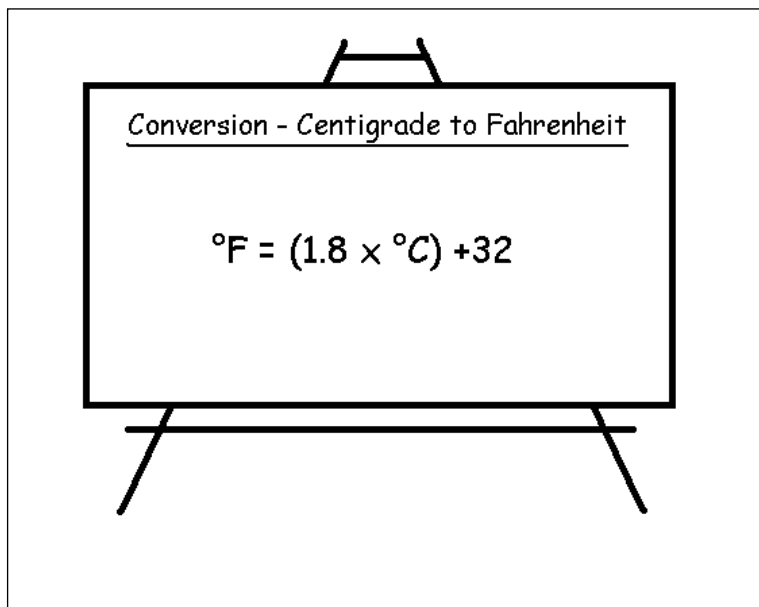 Conversion - Centigrade to Fahrenheit
°F = (1.8 x °C) +32